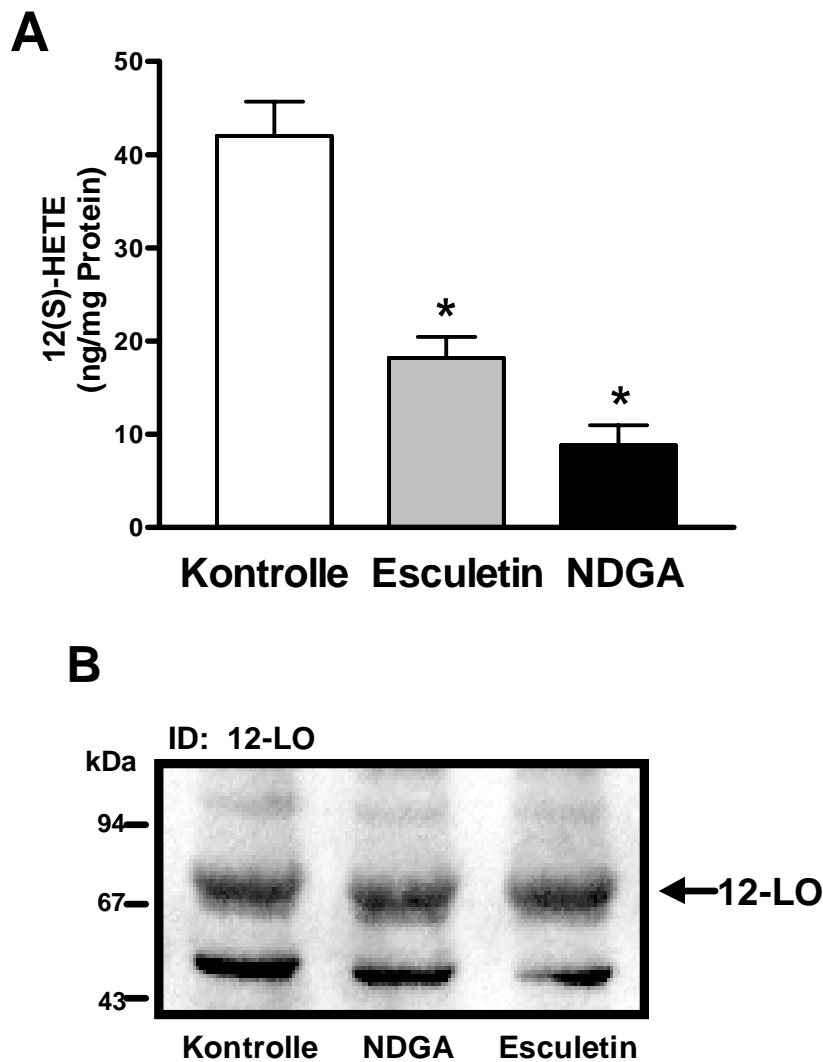 A
12(S)-HETE
(ng/mg Protein)
50
40
30
20
10
0
*
*
Kontrolle Esculetin NDGA
B
ID: 12-LO
kDa
94
67
43
12-LO
Kontrolle NDGA Esculetin